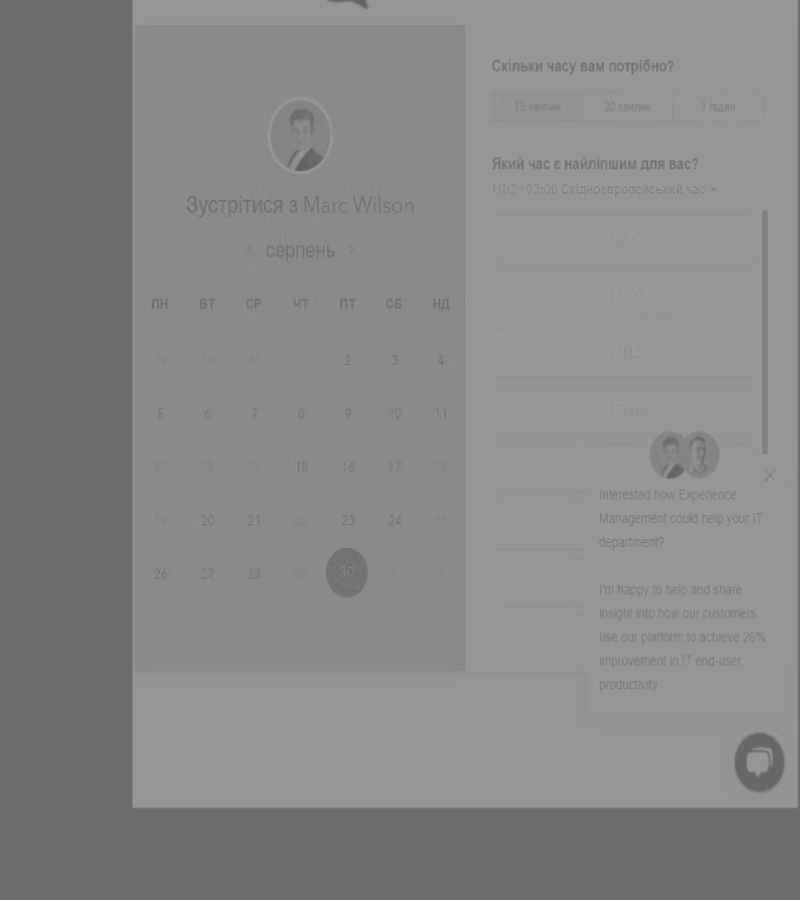 Зустрітися з Marc Wilson
серпень
ПН ВТ СР ЧТ ПТ СБ НД
29 30 31 1 2 3 4
5 6 7 8 9 10 11
12 13 14 15 16 17 18
19 20 21 22 23 24 25
26 27 28 29 30 1 2
Скільки часу вам потрібно?
15 хвилин 30 хвилин 1 годин
Який час є найліпшим для вас?
UTC +03:00 Східноєвропейський час
17:15
17:30
Interested how Experience
Management could help your IT
department?
I'm happy to help and share
insight into how our customers
use our platform to achieve 26%
improvement in IT end-user
productivity.